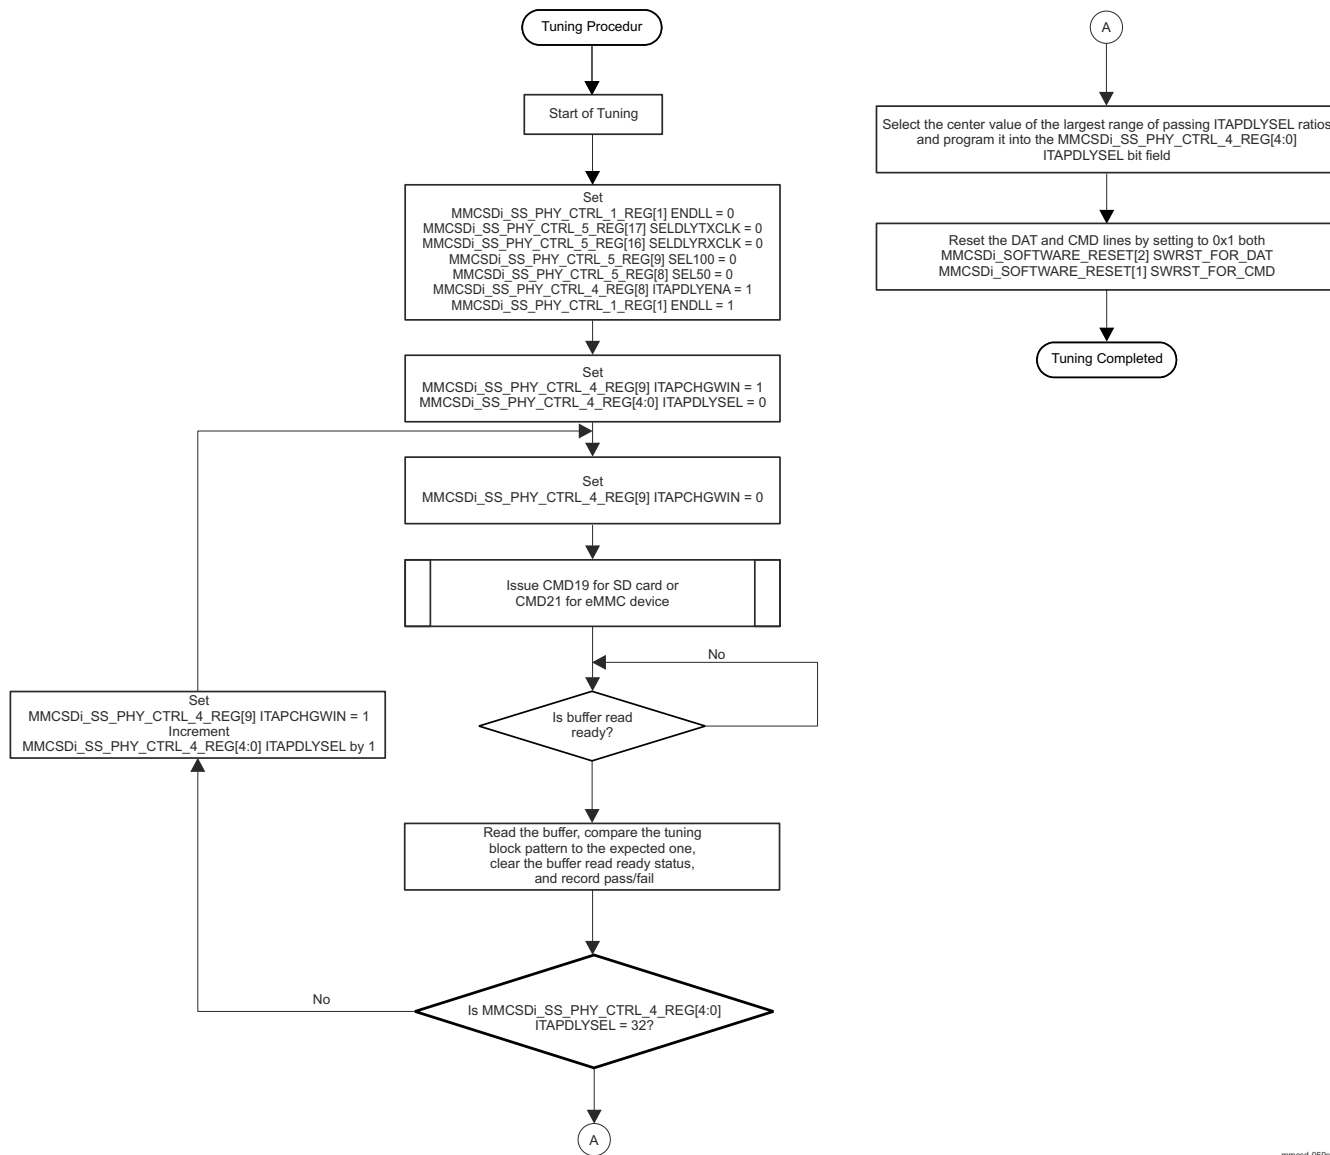 Tuning Procedur
Start of Tuning
Set
MMCSDi_SS_PHY_CTRL_1_REG[1] ENDLL = 0
MMCSDi_SS_PHY_CTRL_5_REG[17] SELDLYTXCLK = 0
MMCSDi_SS_PHY_CTRL_5_REG[16] SELDLYRXCLK = 0
MMCSDi_SS_PHY_CTRL_5_REG[9] SEL100 = 0
MMCSDi_SS_PHY_CTRL_5_REG[8] SEL50 = 0
MMCSDi_SS_PHY_CTRL_4_REG[8] ITAPDLYENA = 1
MMCSDi_SS_PHY_CTRL_1_REG[1] ENDLL = 1
Set
MMCSDi_SS_PHY_CTRL_4_REG[9] ITAPCHGWIN = 1
MMCSDi_SS_PHY_CTRL_4_REG[4:0] ITAPDLYSEL = 0
Set
MMCSDi_SS_PHY_CTRL_4_REG[9] ITAPCHGWIN = 0
Issue CMD19 for SD card or
CMD21 for eMMC device
No
Is buffer read
ready?
Set
MMCSDi_SS_PHY_CTRL_4_REG[9] ITAPCHGWIN = 1
Increment
MMCSDi_SS_PHY_CTRL_4_REG[4:0] ITAPDLYSEL by 1
Read the buffer, compare the tuning
block pattern to the expected one,
clear the buffer read ready status,
and record pass/fail
No
Is MMCSDi_SS_PHY_CTRL_4_REG[4:0]
ITAPDLYSEL = 32?
A
A
Select the center value of the largest range of passing ITAPDLYSEL ratios
and program it into the MMCSDi_SS_PHY_CTRL_4_REG[4:0]
ITAPDLYSEL bit field
Reset the DAT and CMD lines by setting to 0x1 both
MMCSDi_SOFTWARE_RESET[2] SWRST_FOR_DAT
MMCSDi_SOFTWARE_RESET[1] SWRST_FOR_CMD
Tuning Completed